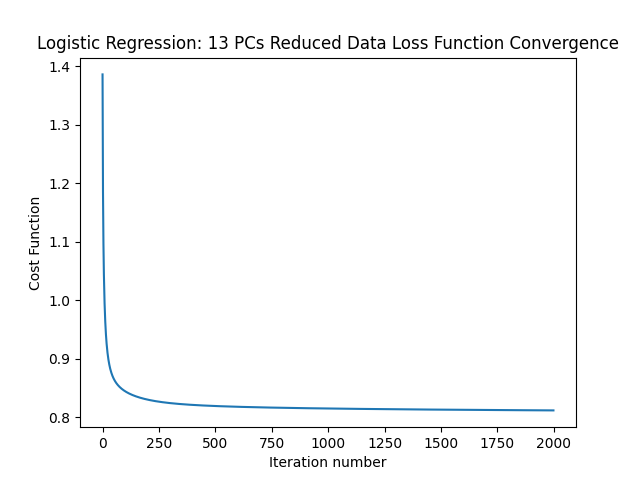 Logistic Regression: 13 PCs Reduced Data Loss Function Convergence
1.4
1.3
1.2
1.1
1.0
0.9
0.8
Cost Function
0 250 500 750 1000 1250 1500 1750 2000
Iteration number